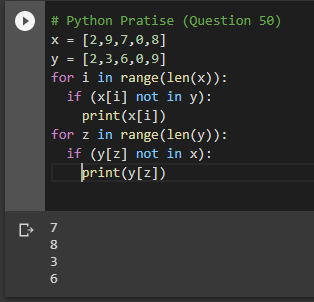 # Python Pratise (Question 50)
x = [2,9,7,0,8]
y = [2,3,6,0,9]
for i in range(len(x)):
  if (x[i] not in y):
    print(x[i])
for z in range(len(y)):
  if (y[z] not in x):
    print(y[z])
7
8
3
6